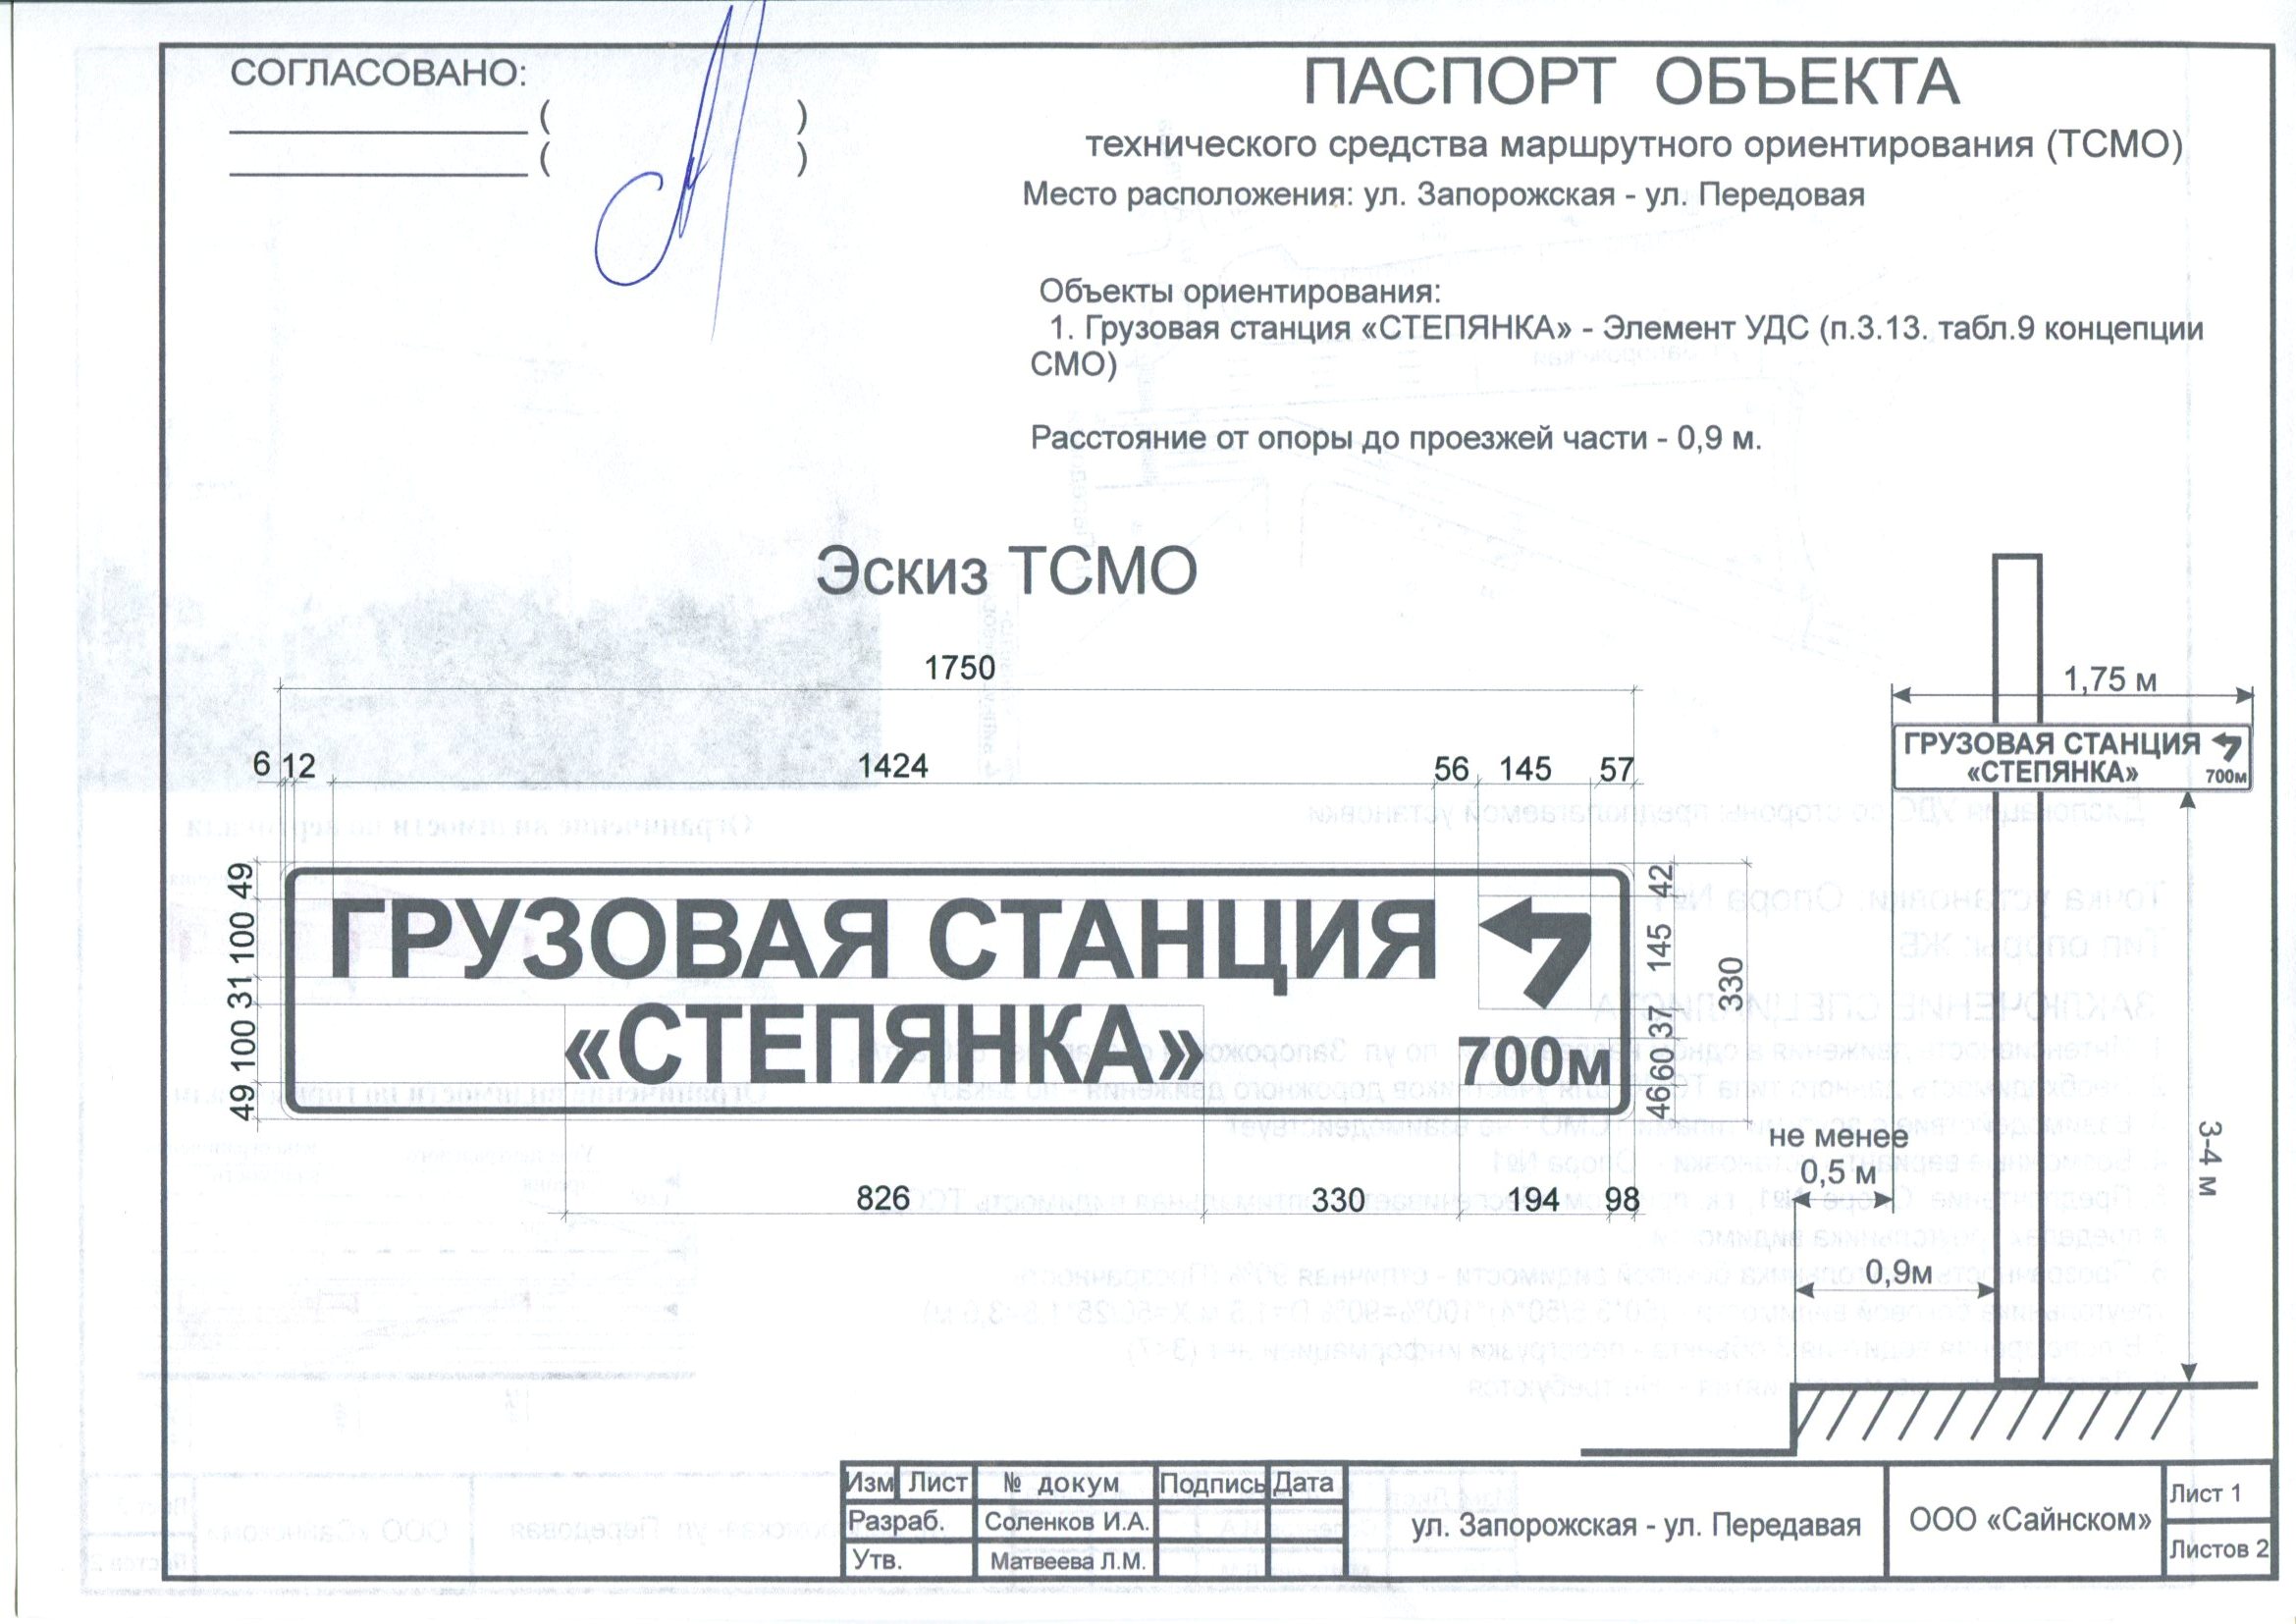 СОГЛАСОВАНО:
( )
( )
ПАСПОРТ ОБЪЕКТА
технического средства маршрутного ориентирования (ТСМО)
Место расположения: ул. Запорожская - ул. Передовая
Объекты ориентирования:
1. Грузовая станция «СТЕПЯНКА» - Элемент УДС (п.3.13. табл.9 концепции
СМО)
Расстояние от опоры до проезжей части - 0,9 м.
Эскиз ТСМО
1750
6 12 1424 56 145 57
49 100 31 100 49
ГРУЗОВАЯ СТАНЦИЯ
«СТЕПЯНКА» 700м
42 145 37 60 46
330
826 330 194 98
1,75 м
ГРУЗОВАЯ СТАНЦИЯ
«СТЕПЯНКА» 700м
3-4 м
не менее
0,5 м
0,9м
Изм Лист № докум Подпись Дата
Разраб. Соленков И.А.
Утв. Матвеева Л.М.
ул. Запорожская - ул. Передавая
ООО «Сайнском»
Лист 1
Листов 2